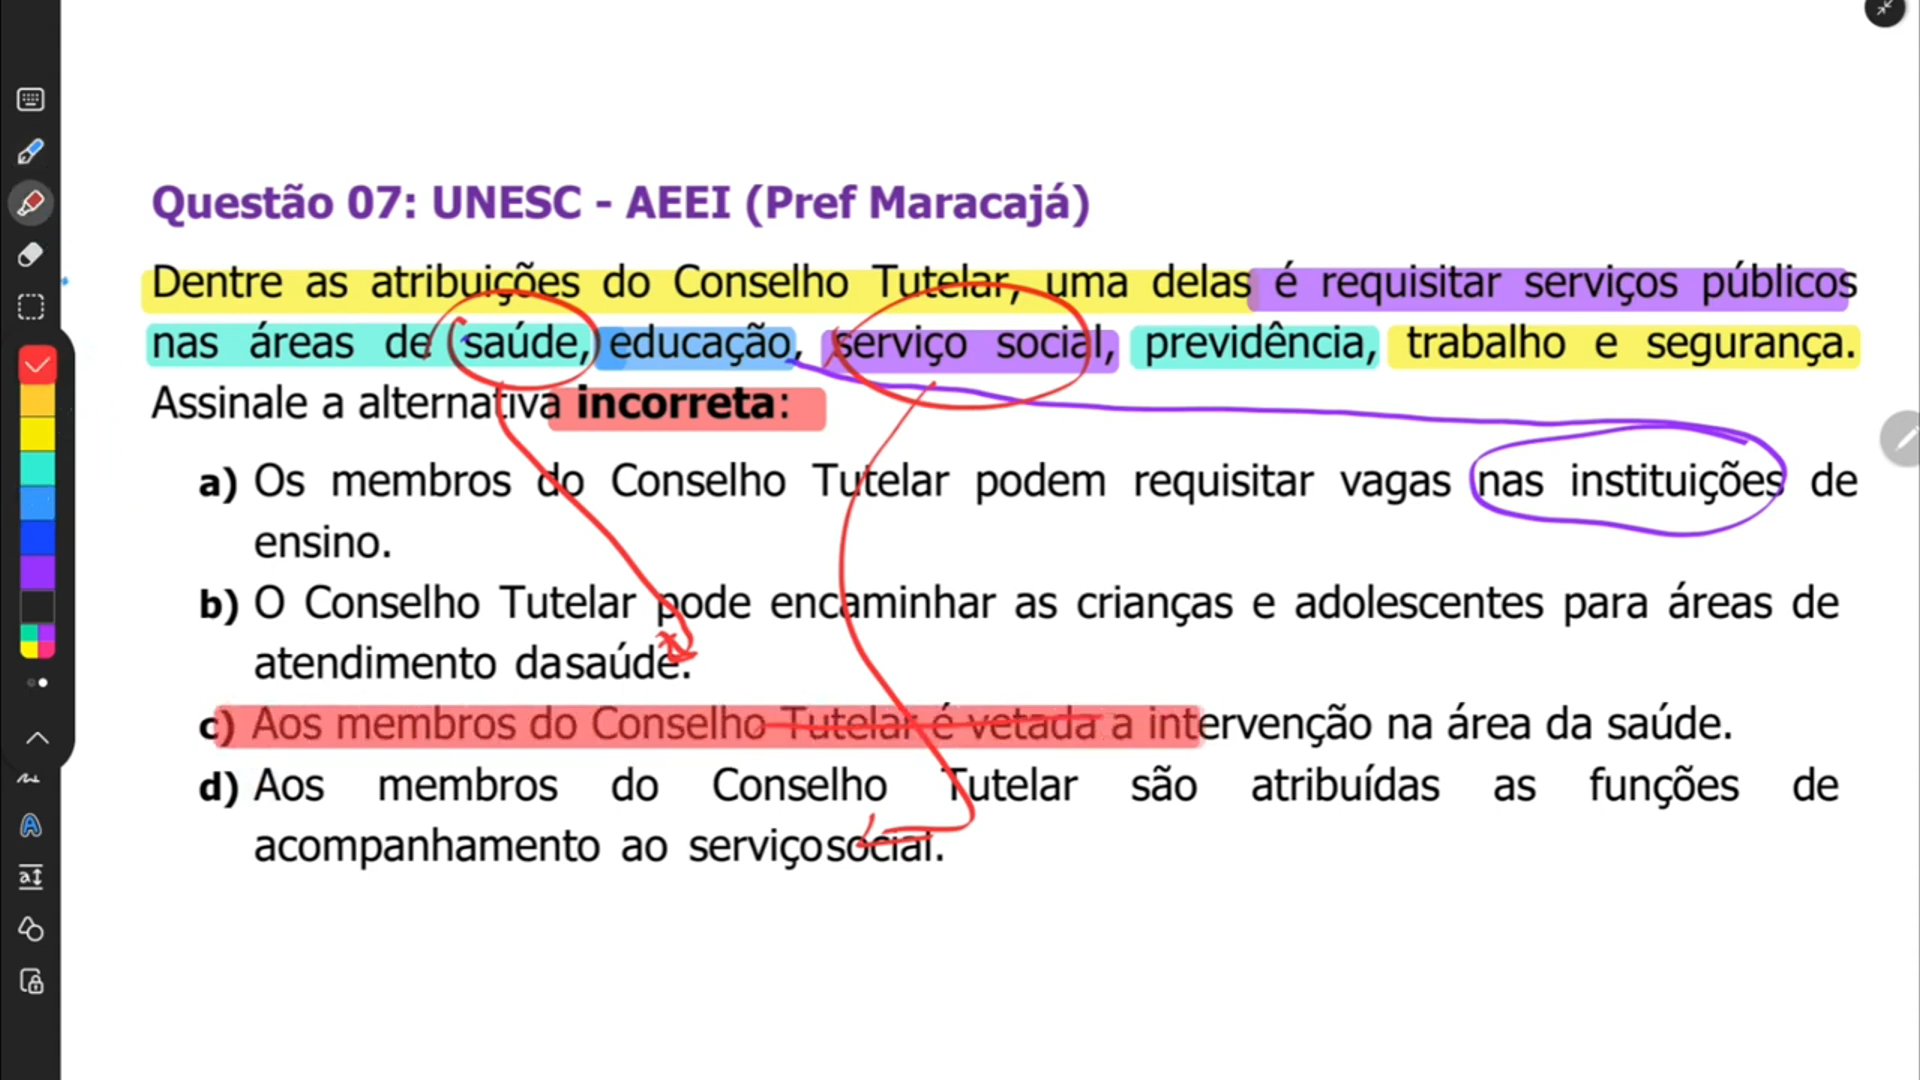 Questão 07: UNESC - AEEI (Pref Maracajá)
Dentre as atribuições do Conselho Tutelar, uma delas é requisitar serviços públicos
nas áreas de saúde, educação, serviço social, previdência, trabalho e segurança.
Assinale a alternativa incorreta:
a) Os membros do Conselho Tutelar podem requisitar vagas nas instituições de
ensino.
b) O Conselho Tutelar pode encaminhar as crianças e adolescentes para áreas de
atendimento dasaúde.
c) Aos membros do Conselho Tutelar é vetada a intervenção na área da saúde.
d) Aos membros do Conselho Tutelar são atribuídas as funções de
acompanhamento ao serviçosocial.